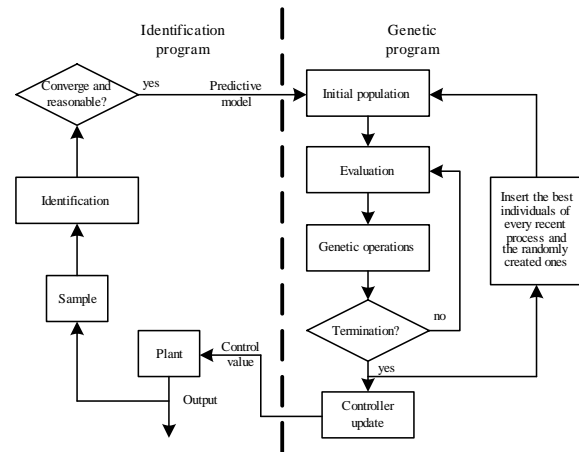 Identification
program
Genetic
program
Converge and
reasonable?
yes
Predictive
model
Initial population
Evaluation
Identification
Insert the best
individuals of
every recent
process and
the randomly
created ones
Genetic operations
Sample
Termination?
no
Plant
Control
value
yes
Output
Controller
update